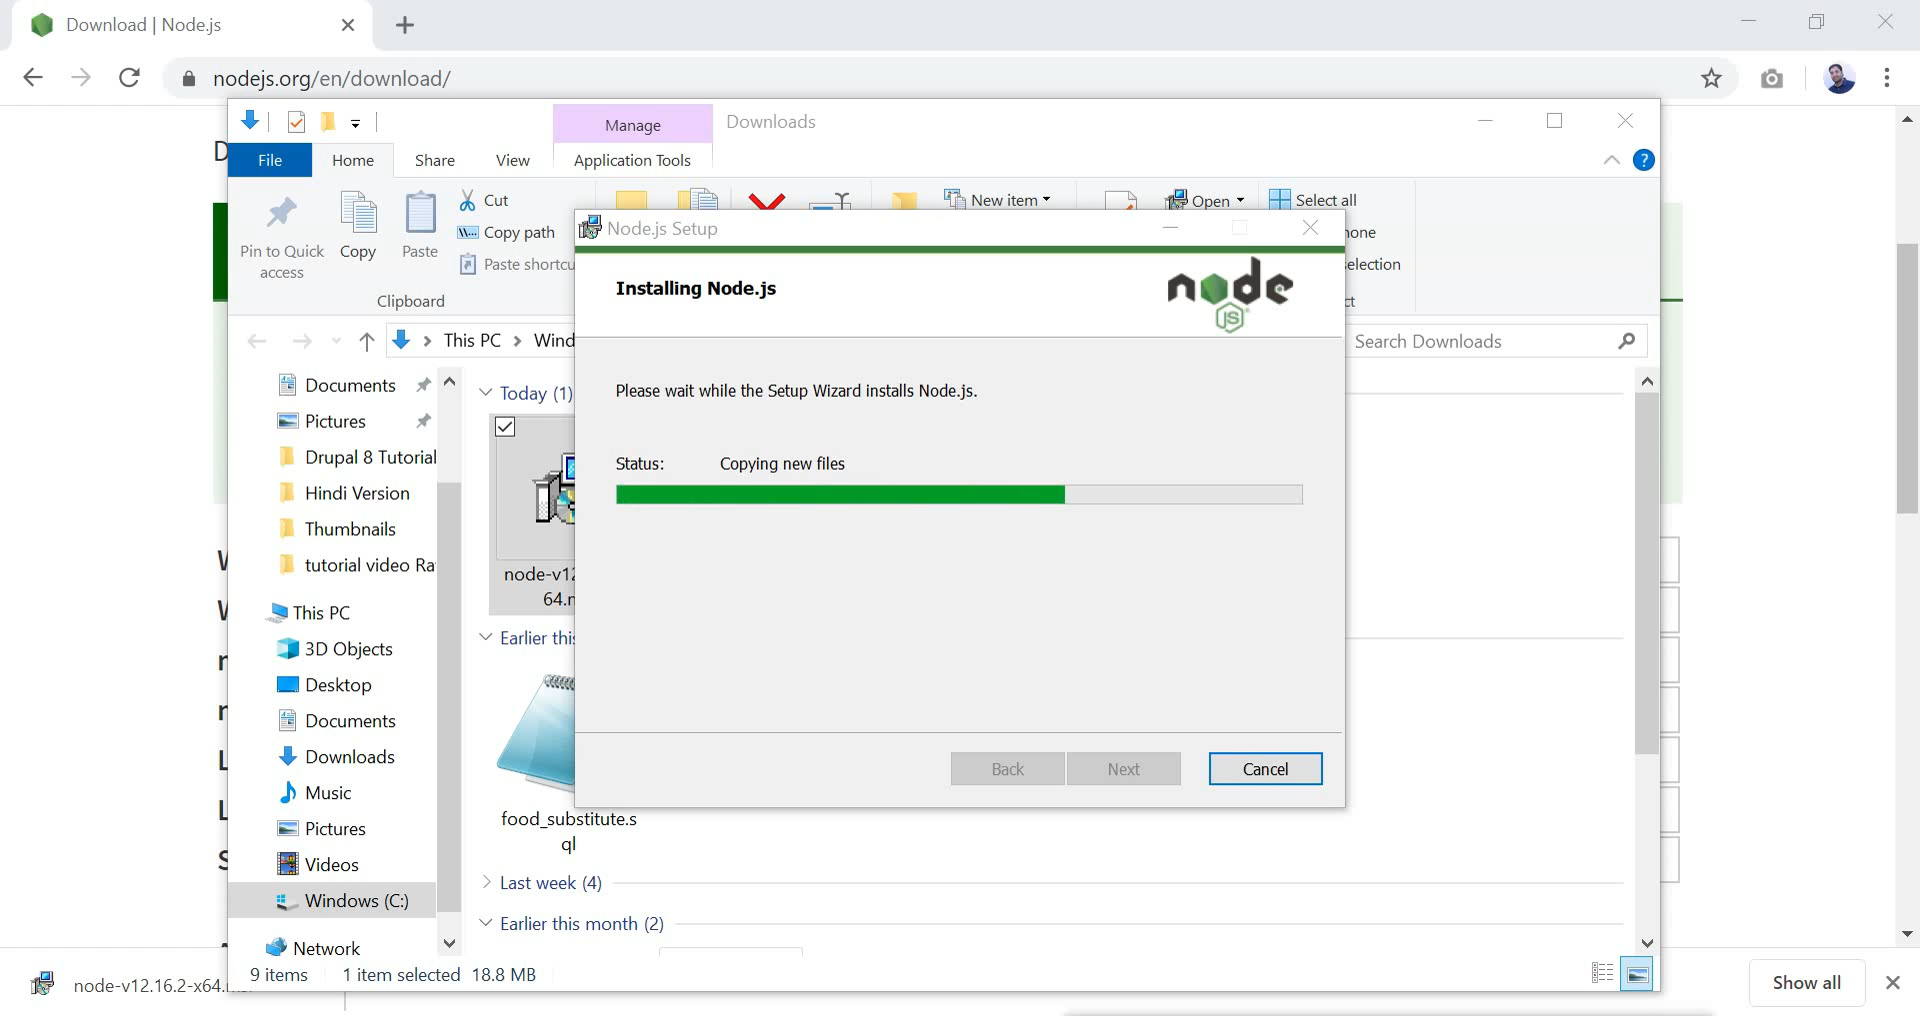 Download | Node.js
nodejs.org/en/download/
Manage
Downloads
File
Home
Share
View
Application Tools
Pin to Quick access
Copy
Paste
Cut
Copy path
Paste shortcu
Clipboard
New item
Open
Select all
none
selection
Node.js Setup
Installing Node.js
node
JS
This PC
Wind
Search Downloads
Documents
Pictures
Drupal 8 Tutorial
Hindi Version
Thumbnails
tutorial video Ra
This PC
3D Objects
Desktop
Documents
Downloads
Music
Pictures
Videos
Windows (C:)
Network
Today (1)
node-v12
64.m
Earlier this
food_substitute.s
ql
Last week (4)
Earlier this month (2)
Please wait while the Setup Wizard installs Node.js.
Status:
Copying new files
Back
Next
Cancel
9 items
1 item selected 18.8 MB
node-v12.16.2-x64.
Show all